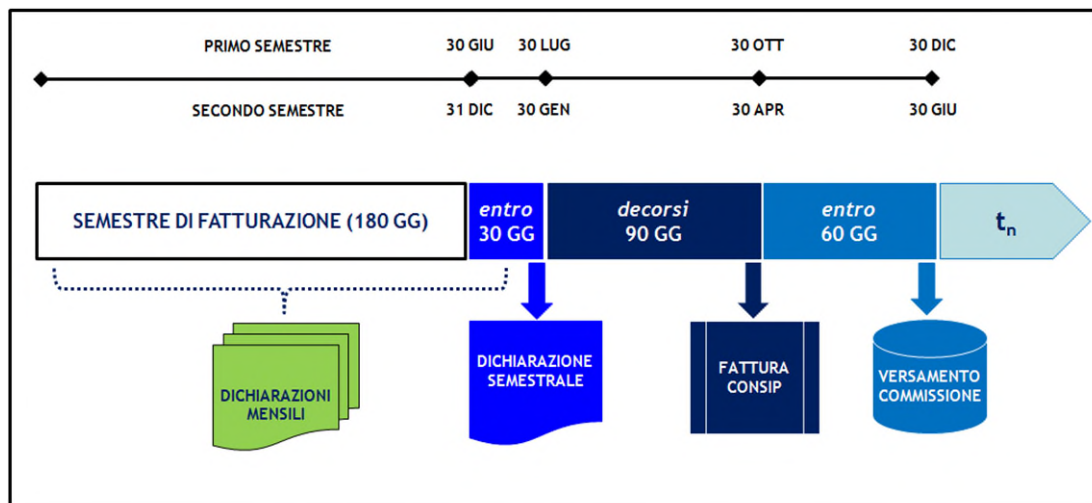 PRIMO SEMESTRE
30 GIU
30 LUG
30 OTT
30 DIC
SECONDO SEMESTRE
31 DIC
30 GEN
30 APR
30 GIU
SEMESTRE DI FATTURAZIONE (180 GG)
entro
30 GG
decorsi
90 GG
entro
60 GG
tn
DICHIARAZIONI
MENSILI
DICHIARAZIONE
SEMESTRALE
FATTURA
CONSIP
VERSAMENTO
COMMISSIONE